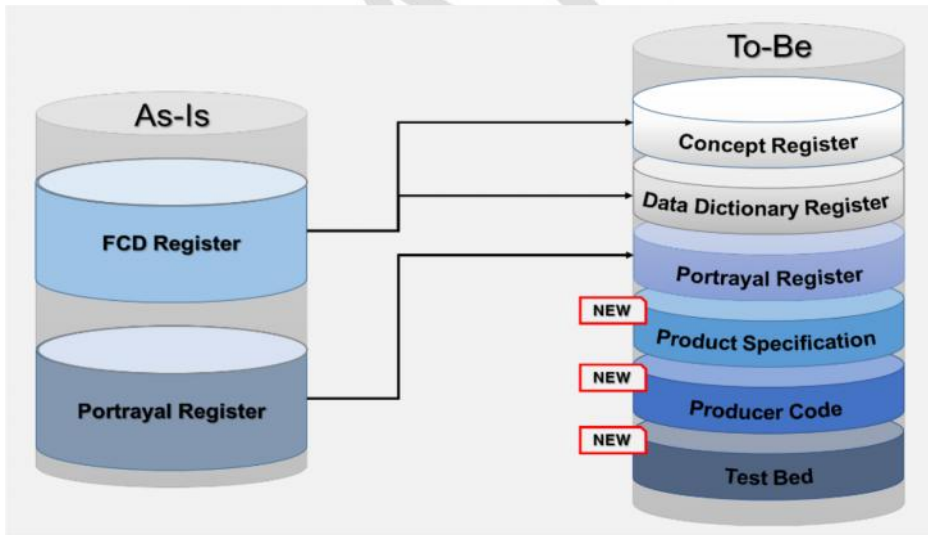 As-Is
FCD Register
Portrayal Register
To-Be
Concept Register
Data Dictionary Register
Portrayal Register
NEW
Product Specification
NEW
Producer Code
NEW
Test Bed